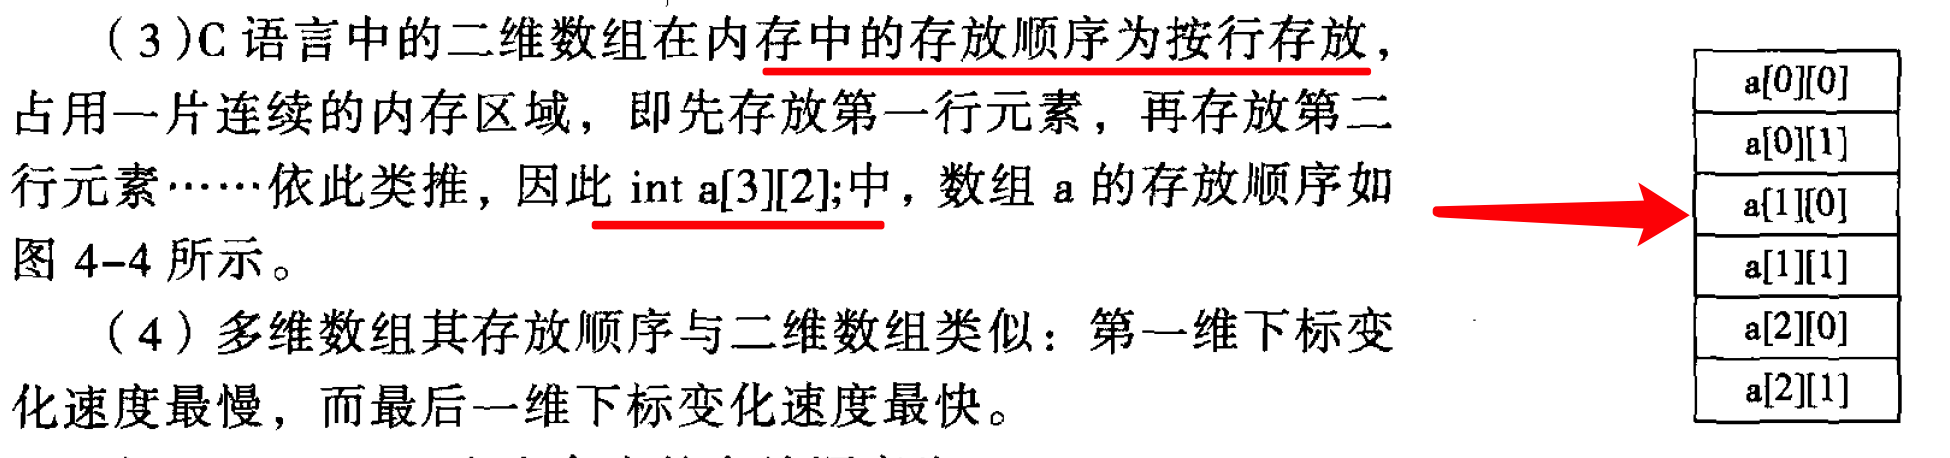 （3）C 语言中的二维数组在内存中的存放顺序为按行存放，
占用一片连续的内存区域，即先存放第一行元素，再存放第二
行元素……依此类推，因此 int a[3][2];中，数组 a 的存放顺序如
图 4-4 所示。
（4）多维数组其存放顺序与二维数组类似：第一维下标变
化速度最慢，而最后一维下标变化速度最快。
a[0][0]
a[0][1]
a[1][0]
a[1][1]
a[2][0]
a[2][1]